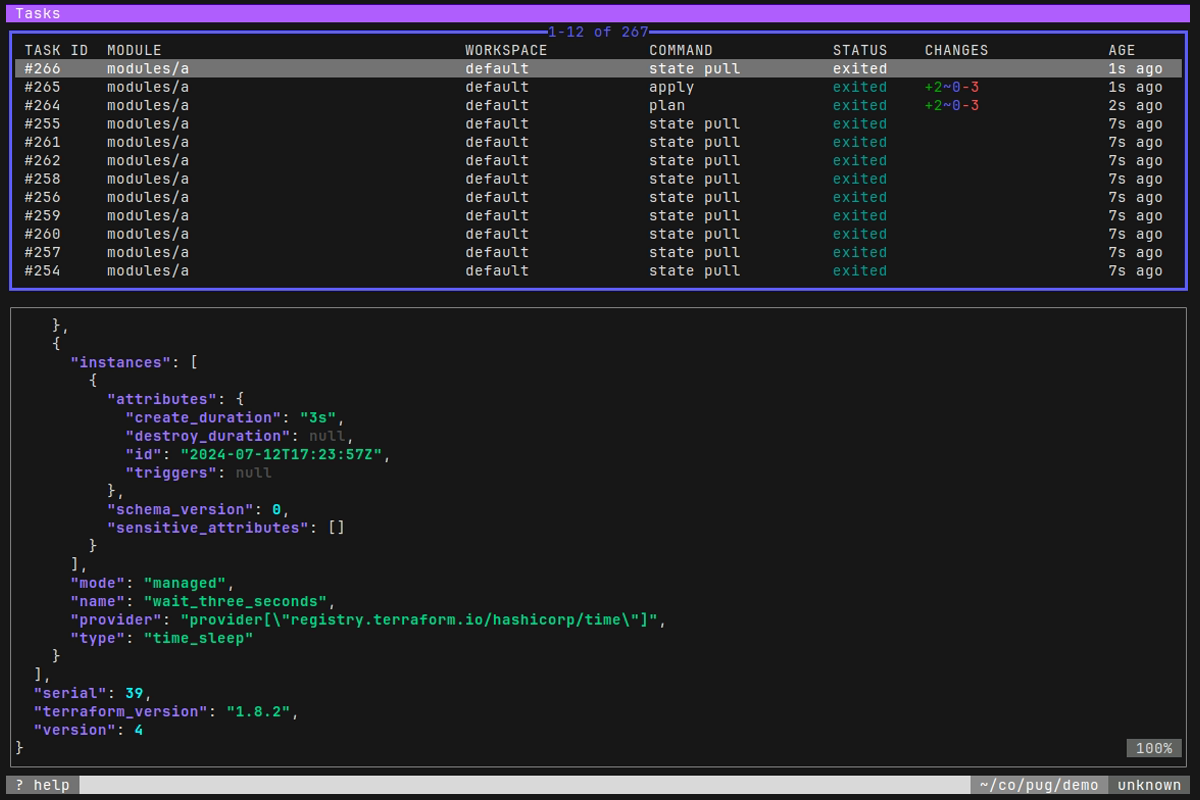 Tasks
1-12 of 267
TASK ID MODULE WORKSPACE COMMAND STATUS CHANGES AGE
#266 modules/a default state pull exited 1s ago
#265 modules/a default apply exited +2~0-3 1s ago
#264 modules/a default plan exited +2~0-3 2s ago
#255 modules/a default state pull exited 7s ago
#261 modules/a default state pull exited 7s ago
#262 modules/a default state pull exited 7s ago
#258 modules/a default state pull exited 7s ago
#256 modules/a default state pull exited 7s ago
#259 modules/a default state pull exited 7s ago
#260 modules/a default state pull exited 7s ago
#257 modules/a default state pull exited 7s ago
#254 modules/a default state pull exited 7s ago
    },
    {
      "instances": [
        {
          "attributes": {
            "create_duration": "3s",
            "destroy_duration": null,
            "id": "2024-07-12T17:23:57Z",
            "triggers": null
          },
          "schema_version": 0,
          "sensitive_attributes": []
        }
      ],
      "mode": "managed",
      "name": "wait_three_seconds",
      "provider": "provider[\"registry.terraform.io/hashicorp/time\"]",
      "type": "time_sleep"
    }
  ],
  "serial": 39,
  "terraform_version": "1.8.2",
  "version": 4
}
100%
? help ~/co/pug/demo unknown